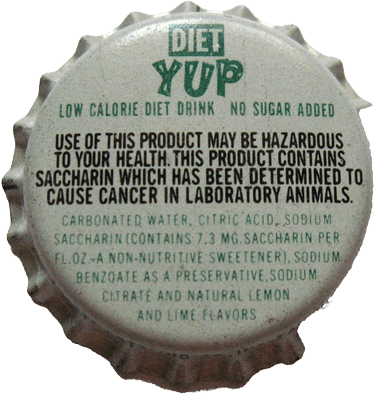 DIET
YUP
LOW CALORIE DIET DRINK NO SUGAR ADDED
USE OF THIS PRODUCT MAY BE HAZARDOUS
TO YOUR HEALTH. THIS PRODUCT CONTAINS
SACCHARIN WHICH HAS BEEN DETERMINED TO
CAUSE CANCER IN LABORATORY ANIMALS.
CARBONATED WATER, CITRIC ACID, SODIUM
SACCHARIN (CONTAINS 7.3 MG. SACCHARIN PER
FL. OZ.-A NON-NUTRITIVE SWEETENER), SODIUM
BENZOATE AS A PRESERVATIVE, SODIUM
CITRATE AND NATURAL LEMON
AND LIME FLAVORS